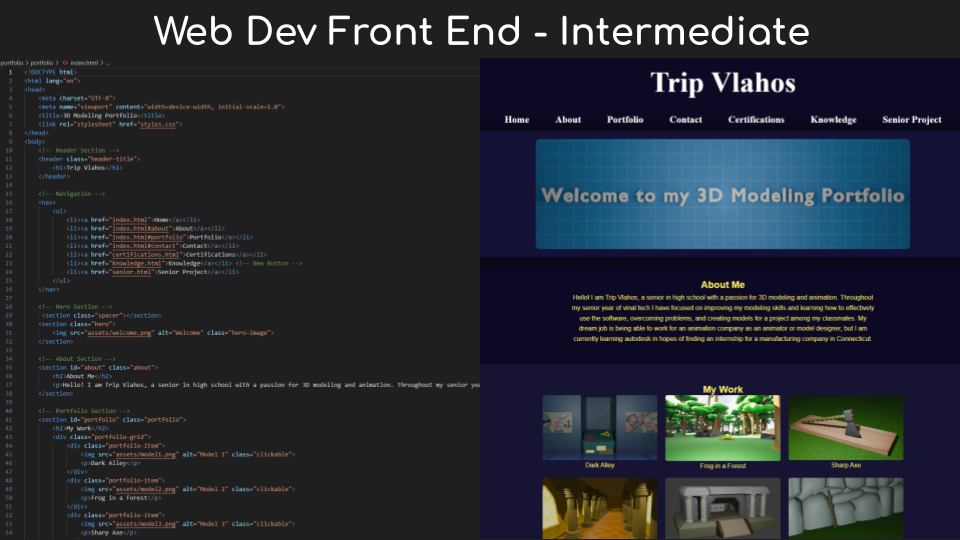 Web Dev Front End - Intermediate
portfolio > portfolio > index.html > ...
1 <!DOCTYPE html>
2 <html lang="en">
3 <head>
4 <meta charset="UTF-8">
5 <meta name="viewport" content="width=device-width, initial-scale=1.0">
6 <title>3D Modeling Portfolio</title>
7 <link rel="stylesheet" href="styles.css">
8 </head>
9 <body>
10 <!-- Header Section -->
11 <header class="header-title">
12 <h1>Trip Vlahos</h1>
13 </header>
14
15 <!-- Navigation -->
16 <nav>
17 <ul>
18 <li><a href="index.html">Home</a></li>
19 <li><a href="index.html#about">About</a></li>
20 <li><a href="index.html#portfolio">Portfolio</a></li>
21 <li><a href="index.html#contact">Contact</a></li>
22 <li><a href="certifications.html">Certifications</a></li>
23 <li><a href="knowledge.html">Knowledge</a></li> <!-- New Button -->
24 <li><a href="senior.html">Senior Project</a></li>
25 </ul>
26 </nav>
27
28 <!-- Hero Section -->
29 <section class="spacer"></section>
30 <section class="hero">
31 <img src="assets/welcome.png" alt="Welcome" class="hero-image">
32 </section>
33
34 <!-- About Section -->
35 <section id="about" class="about">
36 <h2>About Me</h2>
37 <p>Hello! I am Trip Vlahos, a senior in high school with a passion for 3D modeling and animation. Throughout my senior yea
38 </section>
39
40 <!-- Portfolio Section -->
41 <section id="portfolio" class="portfolio">
42 <h2>My Work</h2>
43 <div class="portfolio-grid">
44 <div class="portfolio-item">
45 <img src="assets/model1.png" alt="Model 1" class="clickable">
46 <p>Dark Alley</p>
47 </div>
48 <div class="portfolio-item">
49 <img src="assets/model2.png" alt="Model 2" class="clickable">
50 <p>Frog in a Forest</p>
51 </div>
52 <div class="portfolio-item">
53 <img src="assets/model3.png" alt="Model 3" class="clickable">
54 <p>Sharp Axe</p>
Trip Vlahos
Home About Portfolio Contact Certifications Knowledge Senior Project
Welcome to my 3D Modeling Portfolio
About Me
Hello! I am Trip Vlahos, a senior in high school with a passion for 3D modeling and animation. Throughout
my senior year of vinal tech I have focused on improving my modeling skills and learning how to effectively
use the software, overcoming problems, and creating models for a project among my classmates. My
dream job is being able to work for an animation company as an animator or model designer, but I am
currently learning autodesk in hopes of finding an internship for a manufacturing company in Connecticut.
My Work
Dark Alley Frog in a Forest Sharp Axe